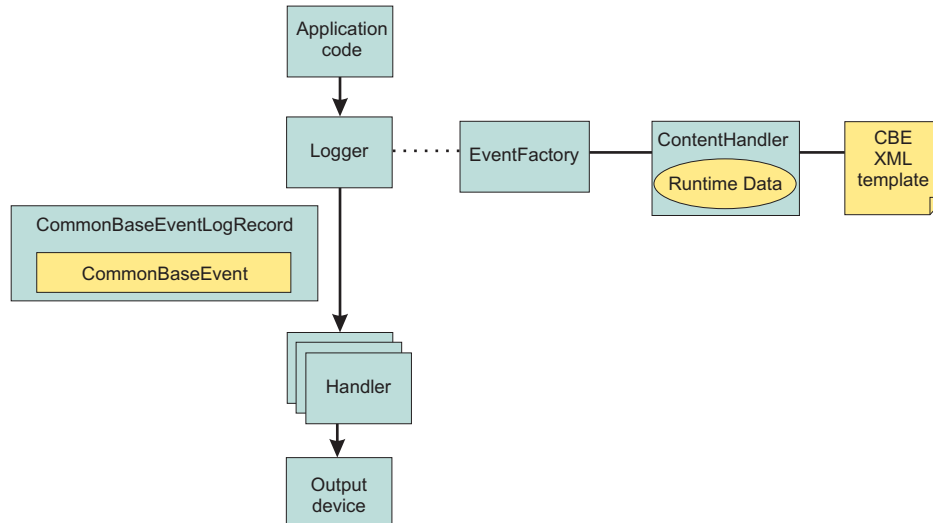 Application
code
Logger
EventFactory
ContentHandler
Runtime Data
CBE
XML
template
CommonBaseEventLogRecord
CommonBaseEvent
Handler
Output
device